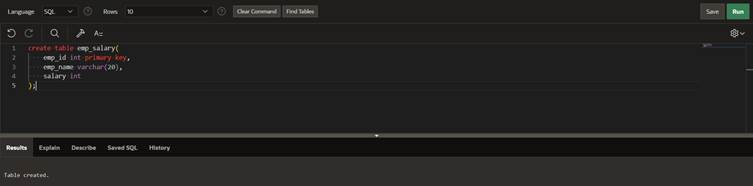 Language SQL Rows 10 Clear Command Find Tables Save Run
A=
1 create table emp_salary(
2 emp_id int primary key,
3 emp_name varchar(20),
4 salary int
5 );
Results Explain Describe Saved SQL History
Table created.